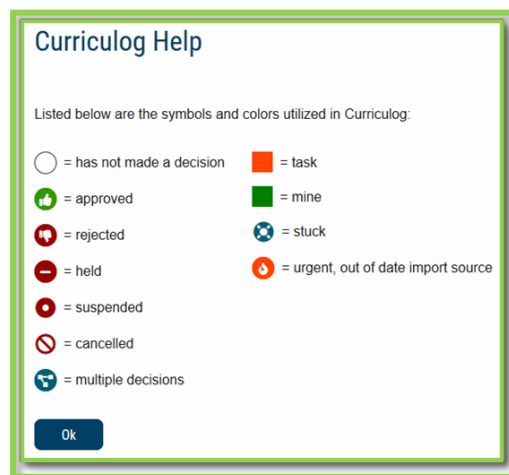 Curriculog Help
Listed below are the symbols and colors utilized in Curriculog:
= has not made a decision
= approved
= rejected
= held
= suspended
= cancelled
= multiple decisions
= task
= mine
= stuck
= urgent, out of date import source
Ok